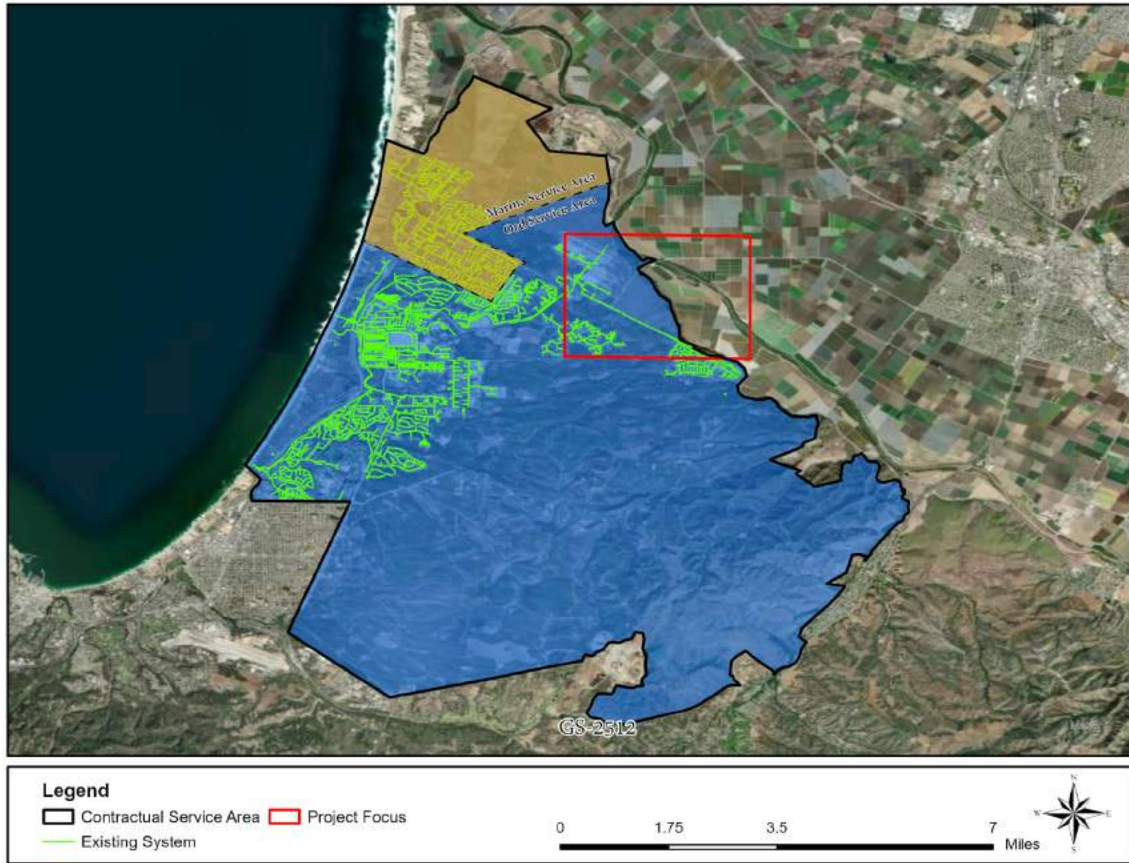 Marina Service Area
Ord Service Area
GS-2512
Legend
Contractual Service Area
Project Focus
Existing System
0
1.75
3.5
7
Miles
N
W
E
S